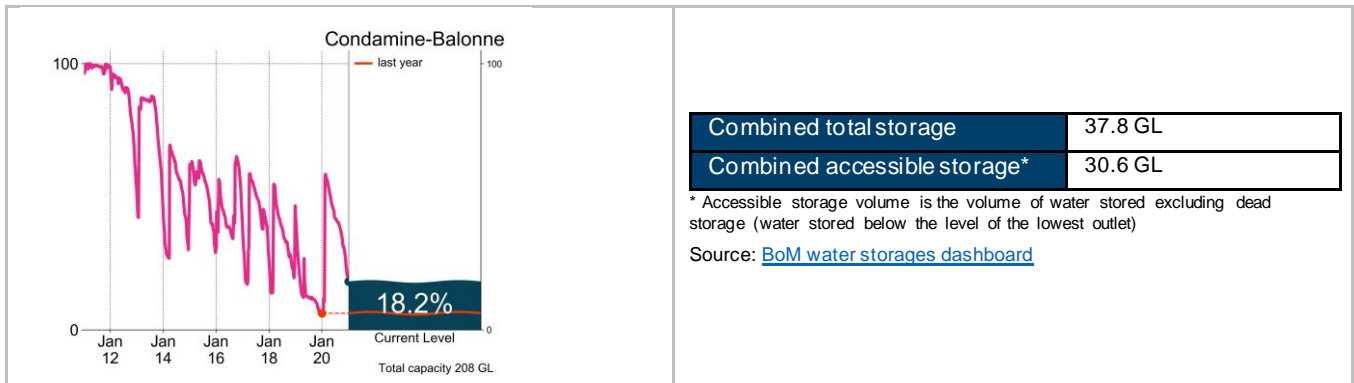 Condamine-Balonne
last year
100
100
18.2%
0
0
Jan Jan Jan Jan Jan
12 14 16 18 20
Current Level
Total capacity 208 GL
Combined total storage 37.8 GL
Combined accessible storage* 30.6 GL
* Accessible storage volume is the volume of water stored excluding dead
storage (water stored below the level of the lowest outlet)
Source: BoM water storages dashboard